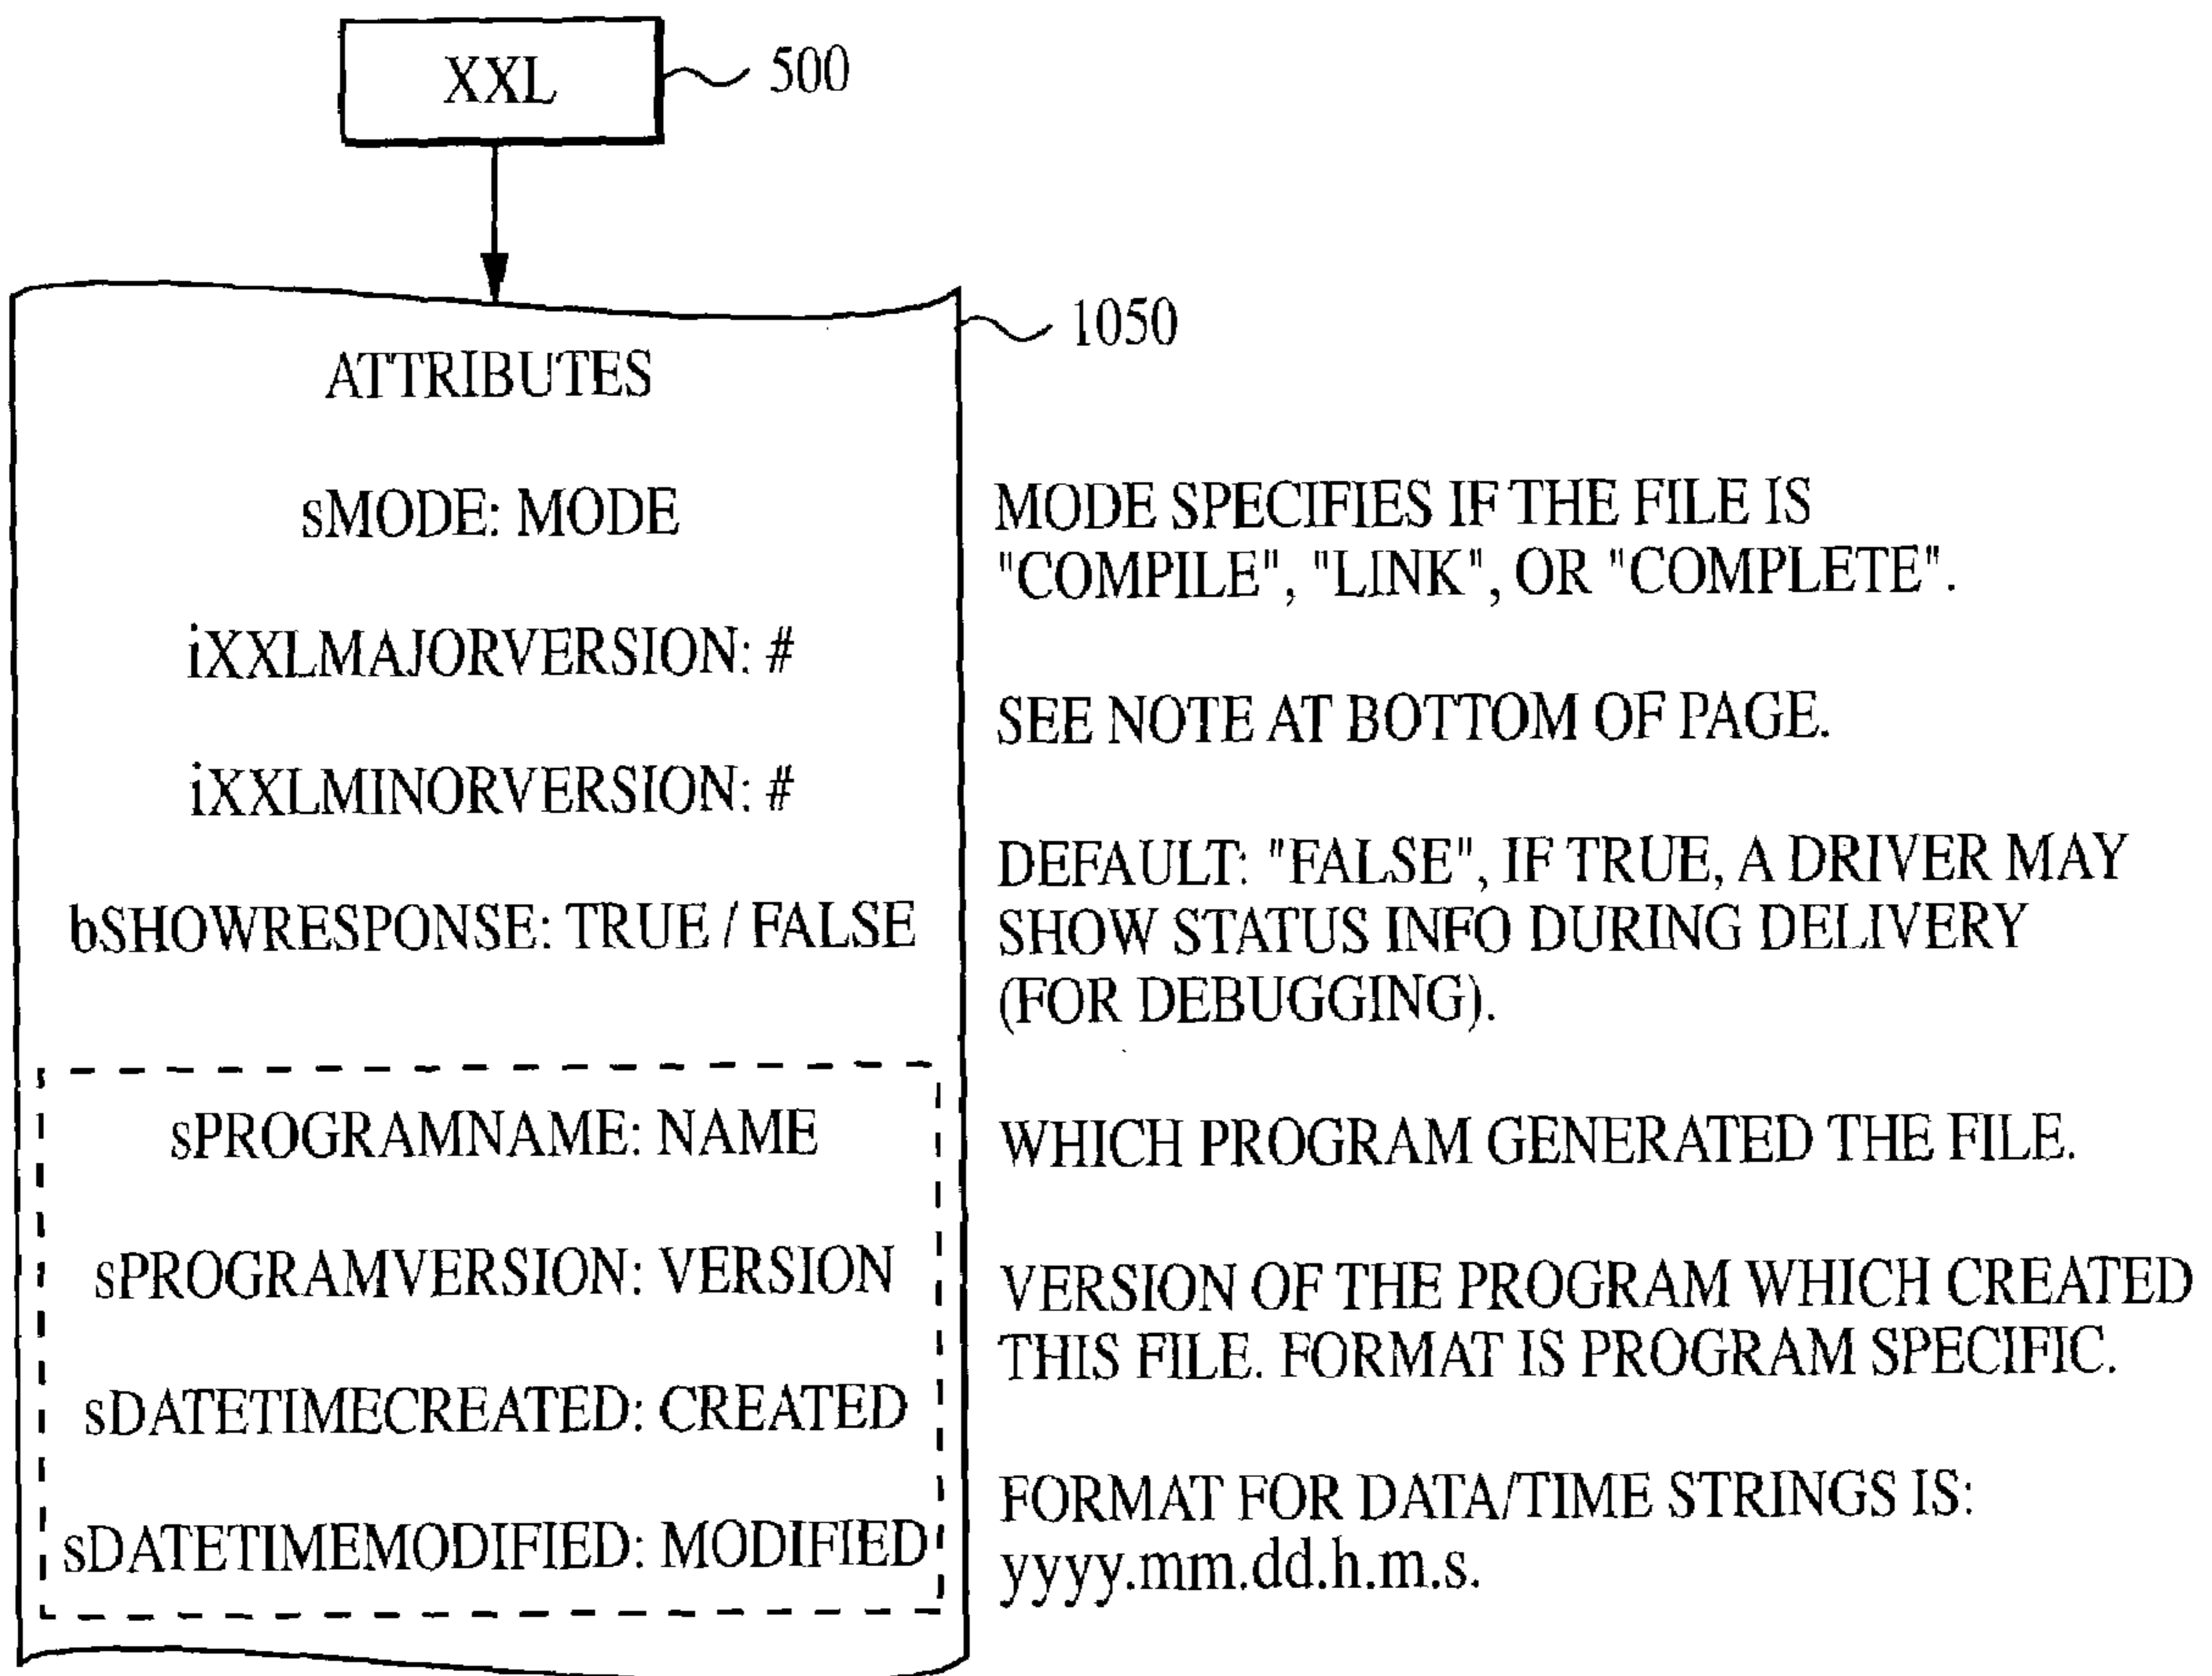 XXL
500
1050
ATTRIBUTES
sMODE: MODE
MODE SPECIFIES IF THE FILE IS
"COMPILE", "LINK", OR "COMPLETE".
iXXLMAJORVERSION: #
SEE NOTE AT BOTTOM OF PAGE.
iXXLMINORVERSION: #
bSHOWRESPONSE: TRUE / FALSE
DEFAULT: "FALSE", IF TRUE, A DRIVER MAY
SHOW STATUS INFO DURING DELIVERY
(FOR DEBUGGING).
sPROGRAMNAME: NAME
WHICH PROGRAM GENERATED THE FILE.
sPROGRAMVERSION: VERSION
VERSION OF THE PROGRAM WHICH CREATED
THIS FILE. FORMAT IS PROGRAM SPECIFIC.
sDATETIMECREATED: CREATED
sDATETIMEMODIFIED: MODIFIED
FORMAT FOR DATA/TIME STRINGS IS:
yyyy.mm.dd.h.m.s.